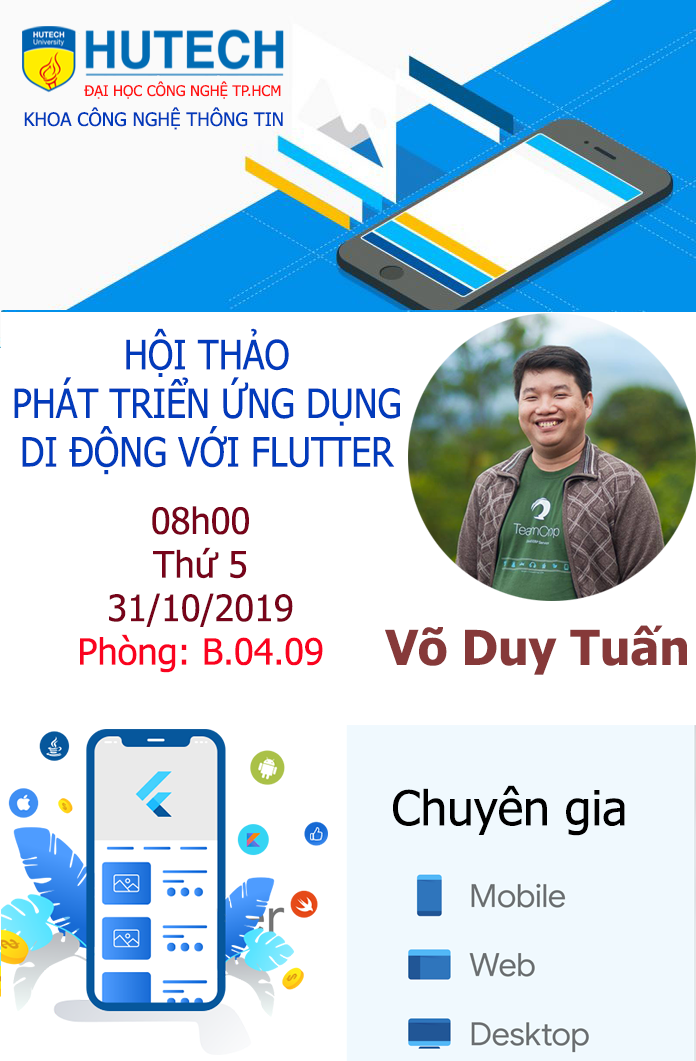 HUTECH
University
HUTECH
ĐẠI HỌC CÔNG NGHỆ TP.HCM
KHOA CÔNG NGHỆ THÔNG TIN
HỘI THẢO
PHÁT TRIỂN ỨNG DỤNG
DI ĐỘNG VỚI FLUTTER
08h00
Thứ 5
31/10/2019
Phòng: B.04.09
Võ Duy Tuấn
Chuyên gia
Mobile
Web
Desktop